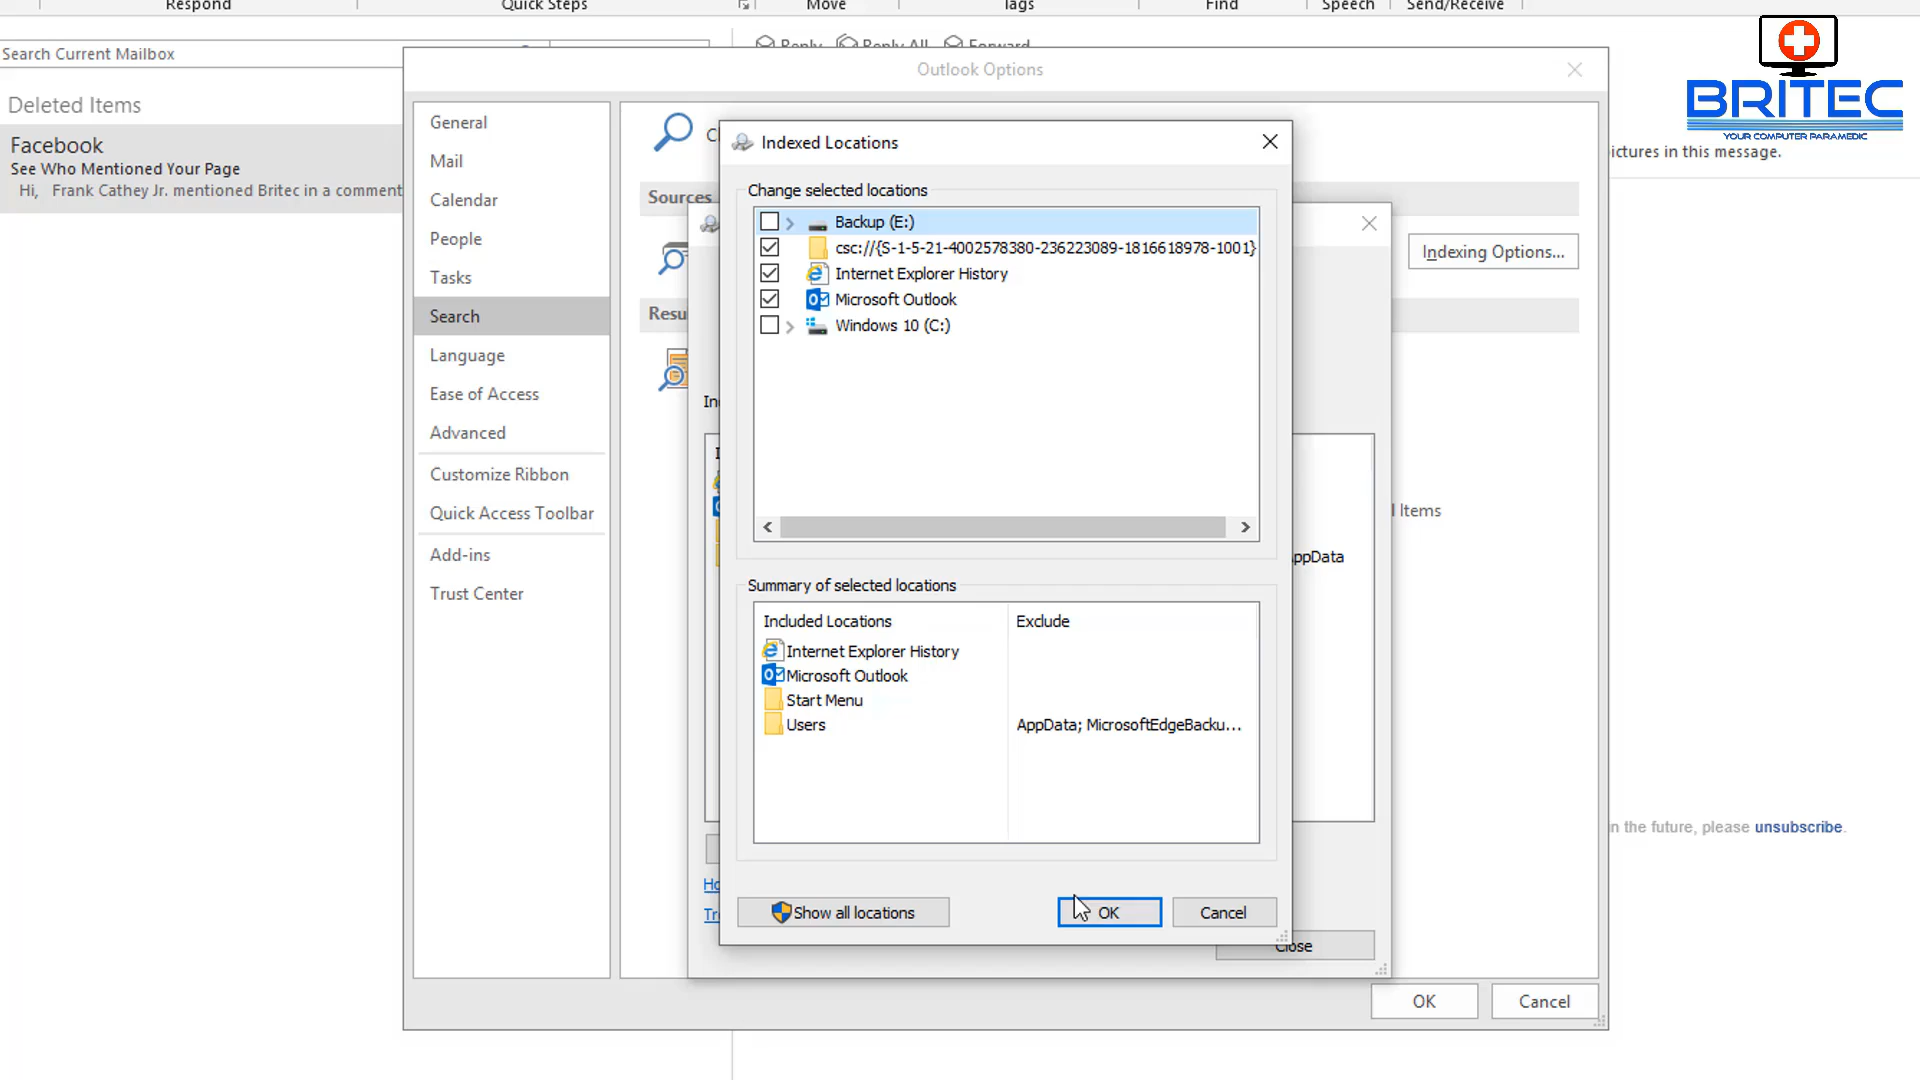 Respond
Quick Steps
Move
Tags
Find
Speech
Send/Receive
Search Current Mailbox
Reply
Reply All
Forward
Deleted Items
Facebook
See Who Mentioned Your Page
Hi, Frank Cathey Jr. mentioned Britec in a comment
BRITEC
YOUR COMPUTER PARAMEDIC
ictures in this message.
Outlook Options
General
Mail
Calendar
People
Tasks
Search
Language
Ease of Access
Advanced
Customize Ribbon
Quick Access Toolbar
Add-ins
Trust Center
Sources
Indexing Options...
Indexed Locations
Change selected locations
Backup (E:)
csc://{S-1-5-21-4002578380-236223089-1816618978-1001}
Internet Explorer History
Microsoft Outlook
Windows 10 (C:)
l Items
ppData
Summary of selected locations
Included Locations
Exclude
Internet Explorer History
Microsoft Outlook
Start Menu
Users
AppData; MicrosoftEdgeBacku...
Show all locations
OK
Cancel
Close
OK
Cancel
in the future, please unsubscribe.